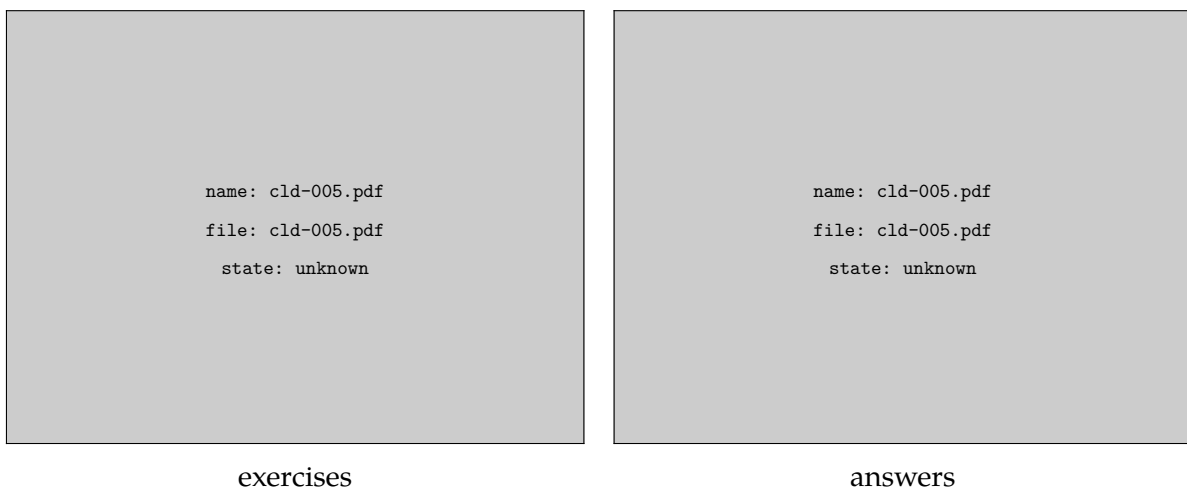 name: cld-005.pdf
file: cld-005.pdf
state: unknown
exercises
name: cld-005.pdf
file: cld-005.pdf
state: unknown
answers